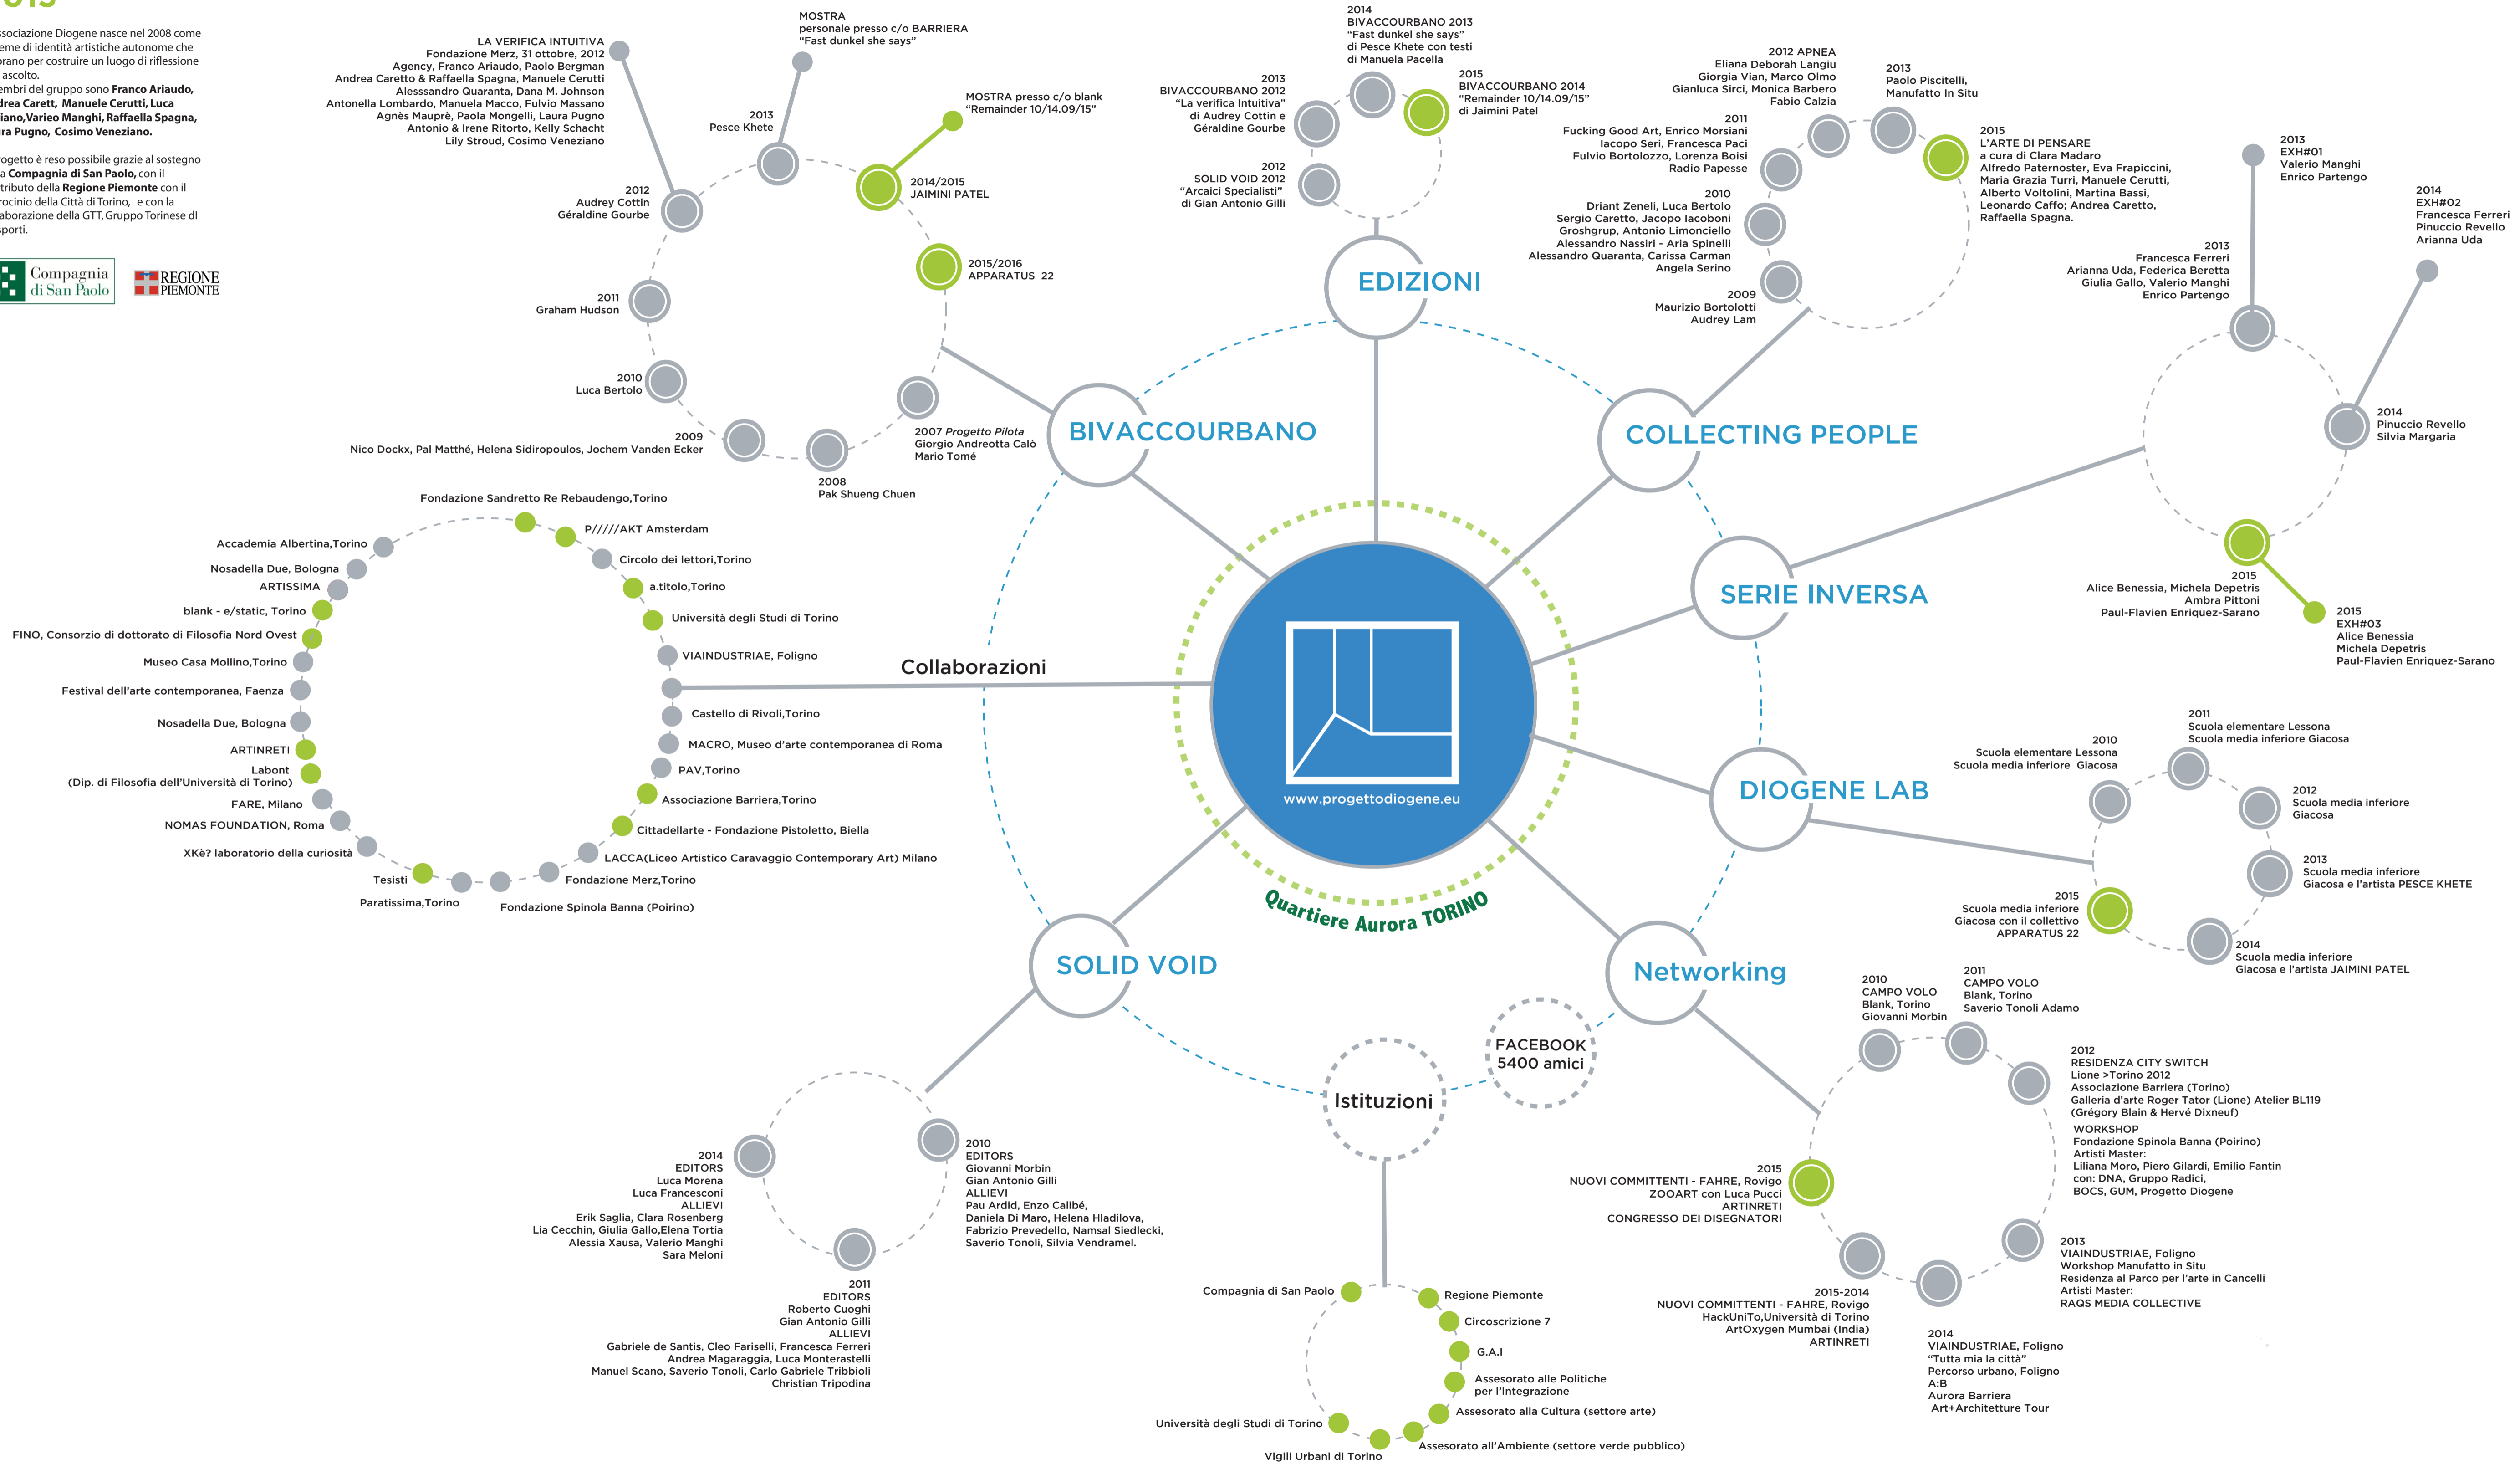 ssociazione Diogene nasce nel 2008 come
eme di identità artistiche autonome che
orano per costruire un luogo di riflessione
ascolto.
embri del gruppo sono Franco Ariaudo,
drea Carett, Manuele Cerutti, Luca
iano,Varieo Manghi, Raffaella Spagna,
ra Pugno, Cosimo Veneziano.
rogetto è reso possibile grazie al sostegno
a Compagnia di San Paolo, con il
tributo della Regione Piemonte con il
rocinio della Città di Torino, e con la
aborazione della GTT, Gruppo Torinese dI
sporti.
Compagnia
di San Paolo
REGIONE
PIEMONTE
LA VERIFICA INTUITIVA
Fondazione Merz, 31 ottobre, 2012
Agency, Franco Ariaudo, Paolo Bergman
Andrea Caretto & Raffaella Spagna, Manuele Cerutti
Alesssandro Quaranta, Dana M. Johnson
Antonella Lombardo, Manuela Macco, Fulvio Massano
Agnès Mauprè, Paola Mongelli, Laura Pugno
Antonio & Irene Ritorto, Kelly Schacht
Lily Stroud, Cosimo Veneziano
MOSTRA
personale presso c/o BARRIERA
“Fast dunkel she says”
MOSTRA presso c/o blank
“Remainder 10/14.09/15”
2013
Pesce Khete
2012
Audrey Cottin
Géraldine Gourbe
2014/2015
JAIMINI PATEL
2015/2016
APPARATUS 22
2011
Graham Hudson
2010
Luca Bertolo
2009
Nico Dockx, Pal Matthé, Helena Sidiropoulos, Jochem Vanden Ecker
2008
Pak Shueng Chuen
2007 Progetto Pilota
Giorgio Andreotta Calò
Mario Tomé
BIVACCOURBANO
2014
BIVACCOURBANO 2013
“Fast dunkel she says”
di Pesce Khete con testi
di Manuela Pacella
2013
BIVACCOURBANO 2012
“La verifica Intuitiva”
di Audrey Cottin e
Géraldine Gourbe
2015
BIVACCOURBANO 2014
“Remainder 10/14.09/15”
di Jaimini Patel
2012
SOLID VOID 2012
“Arcaici Specialisti”
di Gian Antonio Gilli
EDIZIONI
2012 APNEA
Eliana Deborah Langiu
Giorgia Vian, Marco Olmo
Gianluca Sirci, Monica Barbero
Fabio Calzia
2013
Paolo Piscitelli,
Manufatto In Situ
2011
Fucking Good Art, Enrico Morsiani
Iacopo Seri, Francesca Paci
Fulvio Bortolozzo, Lorenza Boisi
Radio Papesse
2015
L’ARTE DI PENSARE
a cura di Clara Madaro
Alfredo Paternoster, Eva Frapiccini,
Maria Grazia Turri, Manuele Cerutti,
Alberto Voltolini, Martina Bassi,
Leonardo Caffo; Andrea Caretto,
Raffaella Spagna.
2010
Driant Zeneli, Luca Bertolo
Sergio Caretto, Jacopo Iacoboni
Groshgrup, Antonio Limonciello
Alessandro Nassiri - Aria Spinelli
Alessandro Quaranta, Carissa Carman
Angela Serino
2009
Maurizio Bortolotti
Audrey Lam
COLLECTING PEOPLE
2013
EXH#01
Valerio Manghi
Enrico Partengo
2014
EXH#02
Francesca Ferreri
Pinuccio Revello
Arianna Uda
2013
Francesca Ferreri
Arianna Uda, Federica Beretta
Giulia Gallo, Valerio Manghi
Enrico Partengo
2014
Pinuccio Revello
Silvia Margaria
2015
Alice Benessia, Michela Depetris
Ambra Pittoni
Paul-Flavien Enriquez-Sarano
2015
EXH#03
Alice Benessia
Michela Depetris
Paul-Flavien Enriquez-Sarano
SERIE INVERSA
Fondazione Sandretto Re Rebaudengo,Torino
P/////AKT Amsterdam
Circolo dei lettori,Torino
a.titolo,Torino
Università degli Studi di Torino
VIAINDUSTRIAE, Foligno
Castello di Rivoli,Torino
MACRO, Museo d’arte contemporanea di Roma
PAV,Torino
Associazione Barriera,Torino
Cittadellarte - Fondazione Pistoletto, Biella
LACCA(Liceo Artistico Caravaggio Contemporary Art) Milano
Fondazione Merz,Torino
Fondazione Spinola Banna (Poirino)
Paratissima,Torino
Tesisti
XKè? laboratorio della curiosità
NOMAS FOUNDATION, Roma
FARE, Milano
Labont
(Dip. di Filosofia dell’Università di Torino)
ARTINRETI
Nosadella Due, Bologna
Festival dell’arte contemporanea, Faenza
Museo Casa Mollino,Torino
FINO, Consorzio di dottorato di Filosofia Nord Ovest
blank - e/static, Torino
ARTISSIMA
Nosadella Due, Bologna
Accademia Albertina,Torino
Collaborazioni
www.progettodiogene.eu
Quartiere Aurora TORINO
DIOGENE LAB
2010
Scuola elementare Lessona
Scuola media inferiore Giacosa
2011
Scuola elementare Lessona
Scuola media inferiore Giacosa
2012
Scuola media inferiore
Giacosa
2013
Scuola media inferiore
Giacosa e l’artista PESCE KHETE
2015
Scuola media inferiore
Giacosa con il collettivo
APPARATUS 22
2014
Scuola media inferiore
Giacosa e l’artista JAIMINI PATEL
SOLID VOID
2014
EDITORS
Luca Morena
Luca Francesconi
ALLIEVI
Erik Saglia, Clara Rosenberg
Lia Cecchin, Giulia Gallo,Elena Tortia
Alessia Xausa, Valerio Manghi
Sara Meloni
2010
EDITORS
Giovanni Morbin
Gian Antonio Gilli
ALLIEVI
Pau Ardid, Enzo Calibé,
Daniela Di Maro, Helena Hladilova,
Fabrizio Prevedello, Namsal Siedlecki,
Saverio Tonoli, Silvia Vendramel.
2011
EDITORS
Roberto Cuoghi
Gian Antonio Gilli
ALLIEVI
Gabriele de Santis, Cleo Fariselli, Francesca Ferreri
Andrea Magaraggia, Luca Monterastelli
Manuel Scano, Saverio Tonoli, Carlo Gabriele Tribbioli
Christian Tripodina
Networking
FACEBOOK
5400 amici
Istituzioni
Compagnia di San Paolo
Regione Piemonte
Circoscrizione 7
G.A.I
Assesorato alle Politiche
per l’Integrazione
Assesorato alla Cultura (settore arte)
Assesorato all’Ambiente (settore verde pubblico)
Vigili Urbani di Torino
Università degli Studi di Torino
2010
CAMPO VOLO
Blank, Torino
Giovanni Morbin
2011
CAMPO VOLO
Blank, Torino
Saverio Tonoli Adamo
2012
RESIDENZA CITY SWITCH
Lione >Torino 2012
Associazione Barriera (Torino)
Galleria d’arte Roger Tator (Lione) Atelier BL119
(Grégory Blain & Hervé Dixneuf)
WORKSHOP
Fondazione Spinola Banna (Poirino)
Artisti Master:
Liliana Moro, Piero Gilardi, Emilio Fantin
con: DNA, Gruppo Radici,
BOCS, GUM, Progetto Diogene
2015
NUOVI COMMITTENTI - FAHRE, Rovigo
ZOOART con Luca Pucci
ARTINRETI
CONGRESSO DEI DISEGNATORI
2013
VIAINDUSTRIAE, Foligno
Workshop Manufatto in Situ
Residenza al Parco per l’arte in Cancelli
Artisti Master:
RAQS MEDIA COLLECTIVE
2015-2014
NUOVI COMMITTENTI - FAHRE, Rovigo
HackUniTo,Università di Torino
ArtOxygen Mumbai (India)
ARTINRETI
2014
VIAINDUSTRIAE, Foligno
“Tutta mia la città”
Percorso urbano, Foligno
A:B
Aurora Barriera
Art+Architetture Tour